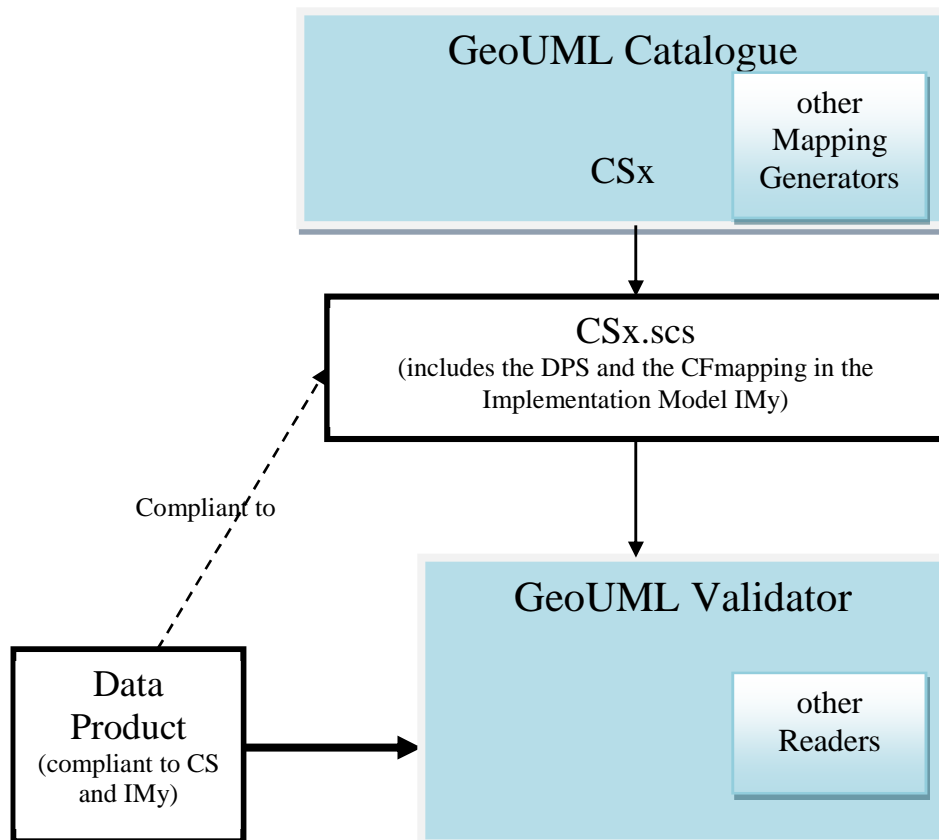 GeoUML Catalogue
other
Mapping
Generators
CSx
CSx.scs
(includes the DPS and the CFmapping in the
Implementation Model IMy)
Compliant to
GeoUML Validator
Data
Product
(compliant to CS
and IMy)
other
Readers